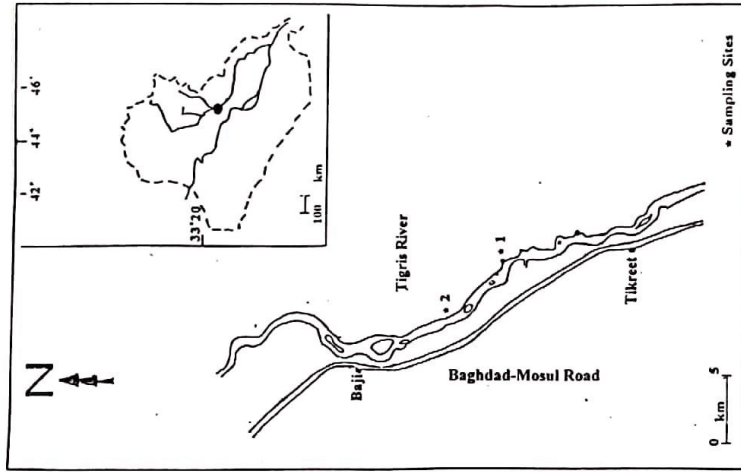 N
42°
44°
46°
33°20
100 km
Tigris River
2
1
Baji
Tikreet
Baghdad-Mosul Road
0 5
km
* Sampling Sites